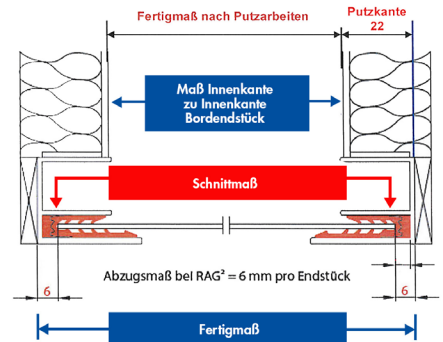 Fertigmaß nach Putzarbeiten
Putzkante
22
Maß Innenkante
zu Innenkante
Bordendstück
Schnittmaß
Abzugsmaß bei RAG² = 6 mm pro Endstück
6
6
Fertigmaß